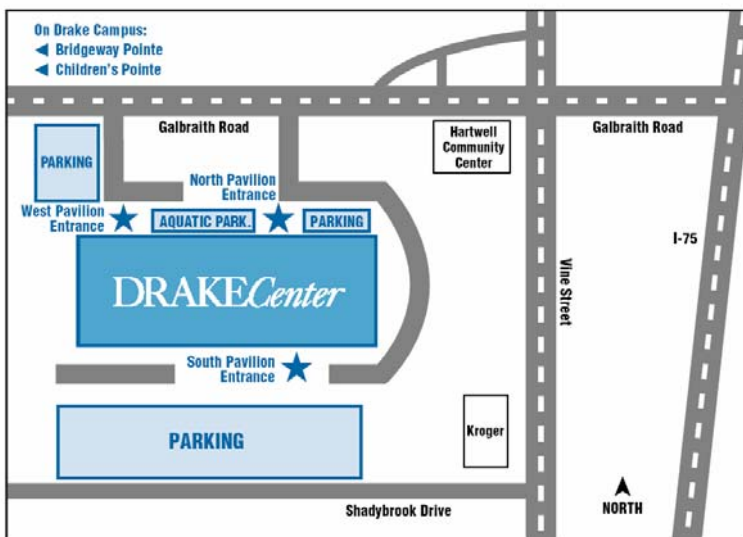 On Drake Campus:
Bridgeway Pointe
Children's Pointe
Galbraith Road
Hartwell
Community
Center
Galbraith Road
PARKING
North Pavilion
Entrance
West Pavilion
Entrance
AQUATIC PARK.
PARKING
I-75
DRAKECenter
Vine Street
South Pavilion
Entrance
PARKING
Kroger
Shadybrook Drive
NORTH